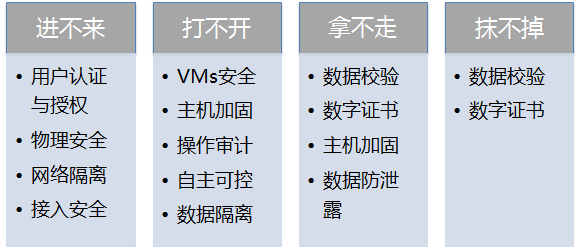 进不来
• 用户认证
与授权
• 物理安全
• 网络隔离
• 接入安全
打不开
• VMs安全
• 主机加固
• 操作审计
• 自主可控
• 数据隔离
拿不走
• 数据校验
• 数字证书
• 主机加固
• 数据防泄
露
抹不掉
• 数据校验
• 数字证书